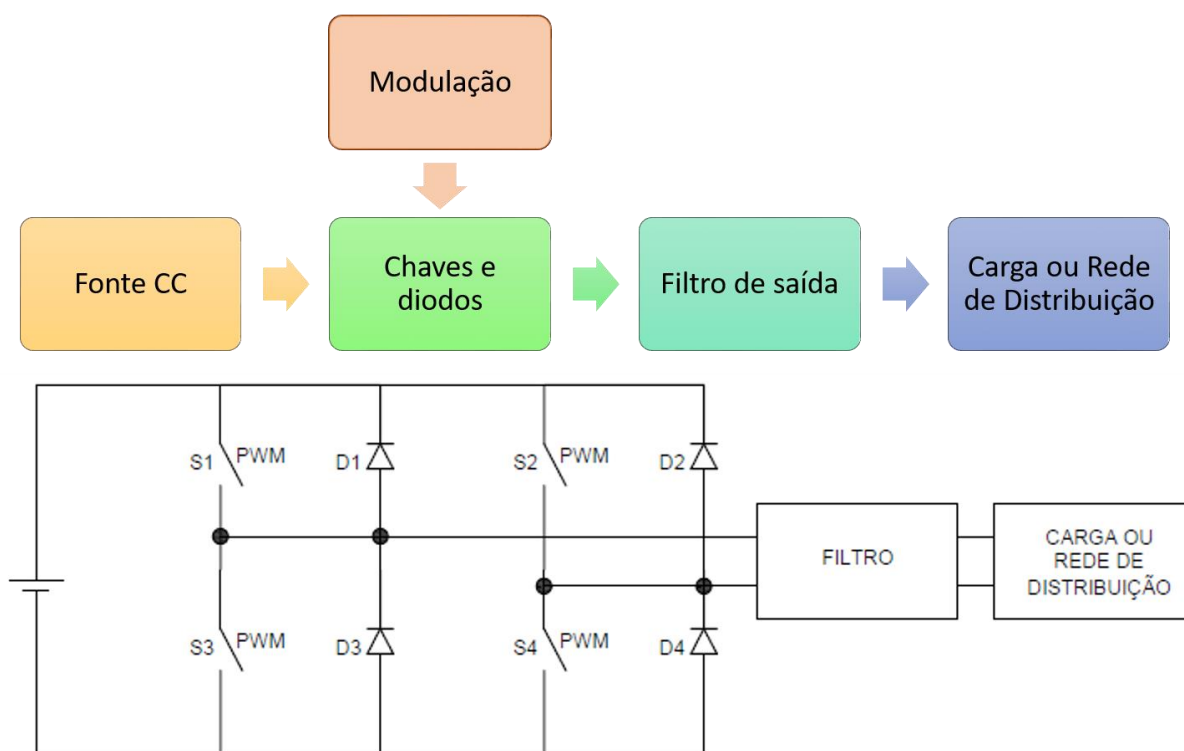 Modulação
Fonte CC
Chaves e
diodos
Filtro de saída
Carga ou Rede
de Distribuição
S1
PWM
D1
S2
PWM
D2
FILTRO
CARGA OU
REDE DE
DISTRIBUIÇÃO
S3
PWM
D3
S4
PWM
D4